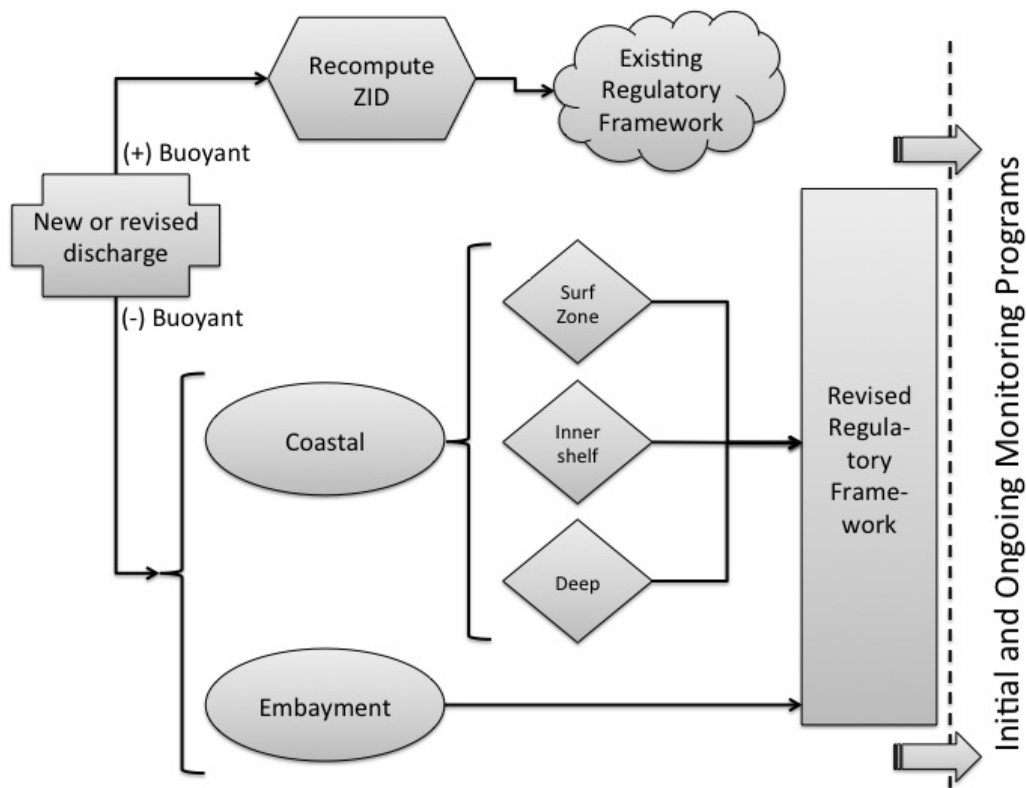 Recompute
ZID
Existing
Regulatory
Framework
(+) Buoyant
New or revised
discharge
(-) Buoyant
Coastal
Surf
Zone
Inner
shelf
Deep
Embayment
Revised
Regula-
tory
Frame-
work
Initial and Ongoing Monitoring Programs